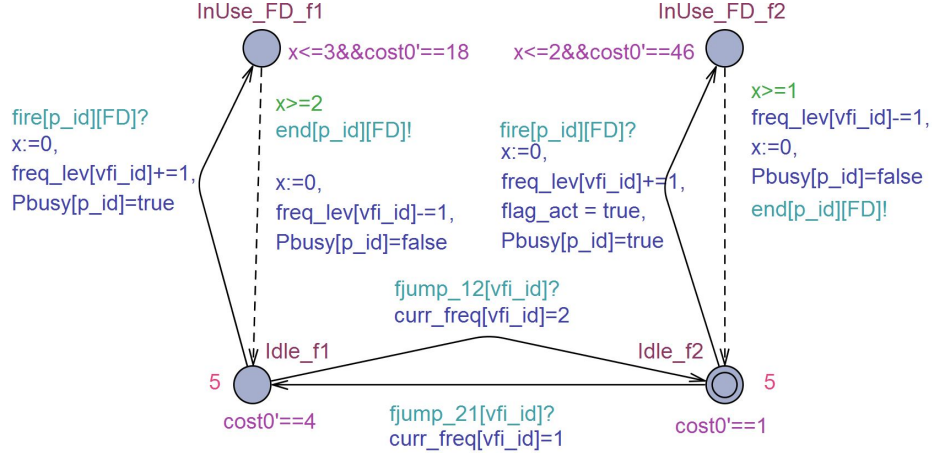 InUse_FD_f1
InUse_FD_f2
x<=3&&cost0'==18
x<=2&&cost0'==46
fire[p_id][FD]?
x:=0,
freq_lev[vfi_id]+=1,
Pbusy[p_id]=true
x>=2
end[p_id][FD]!
x:=0,
freq_lev[vfi_id]-=1,
Pbusy[p_id]=false
fire[p_id][FD]?
x:=0,
freq_lev[vfi_id]+=1,
flag_act = true,
Pbusy[p_id]=true
x>=1
freq_lev[vfi_id]-=1,
x:=0,
Pbusy[p_id]=false
end[p_id][FD]!
fjump_12[vfi_id]?
curr_freq[vfi_id]=2
Idle_f1
Idle_f2
5
5
cost0'==4
fjump_21[vfi_id]?
curr_freq[vfi_id]=1
cost0'==1